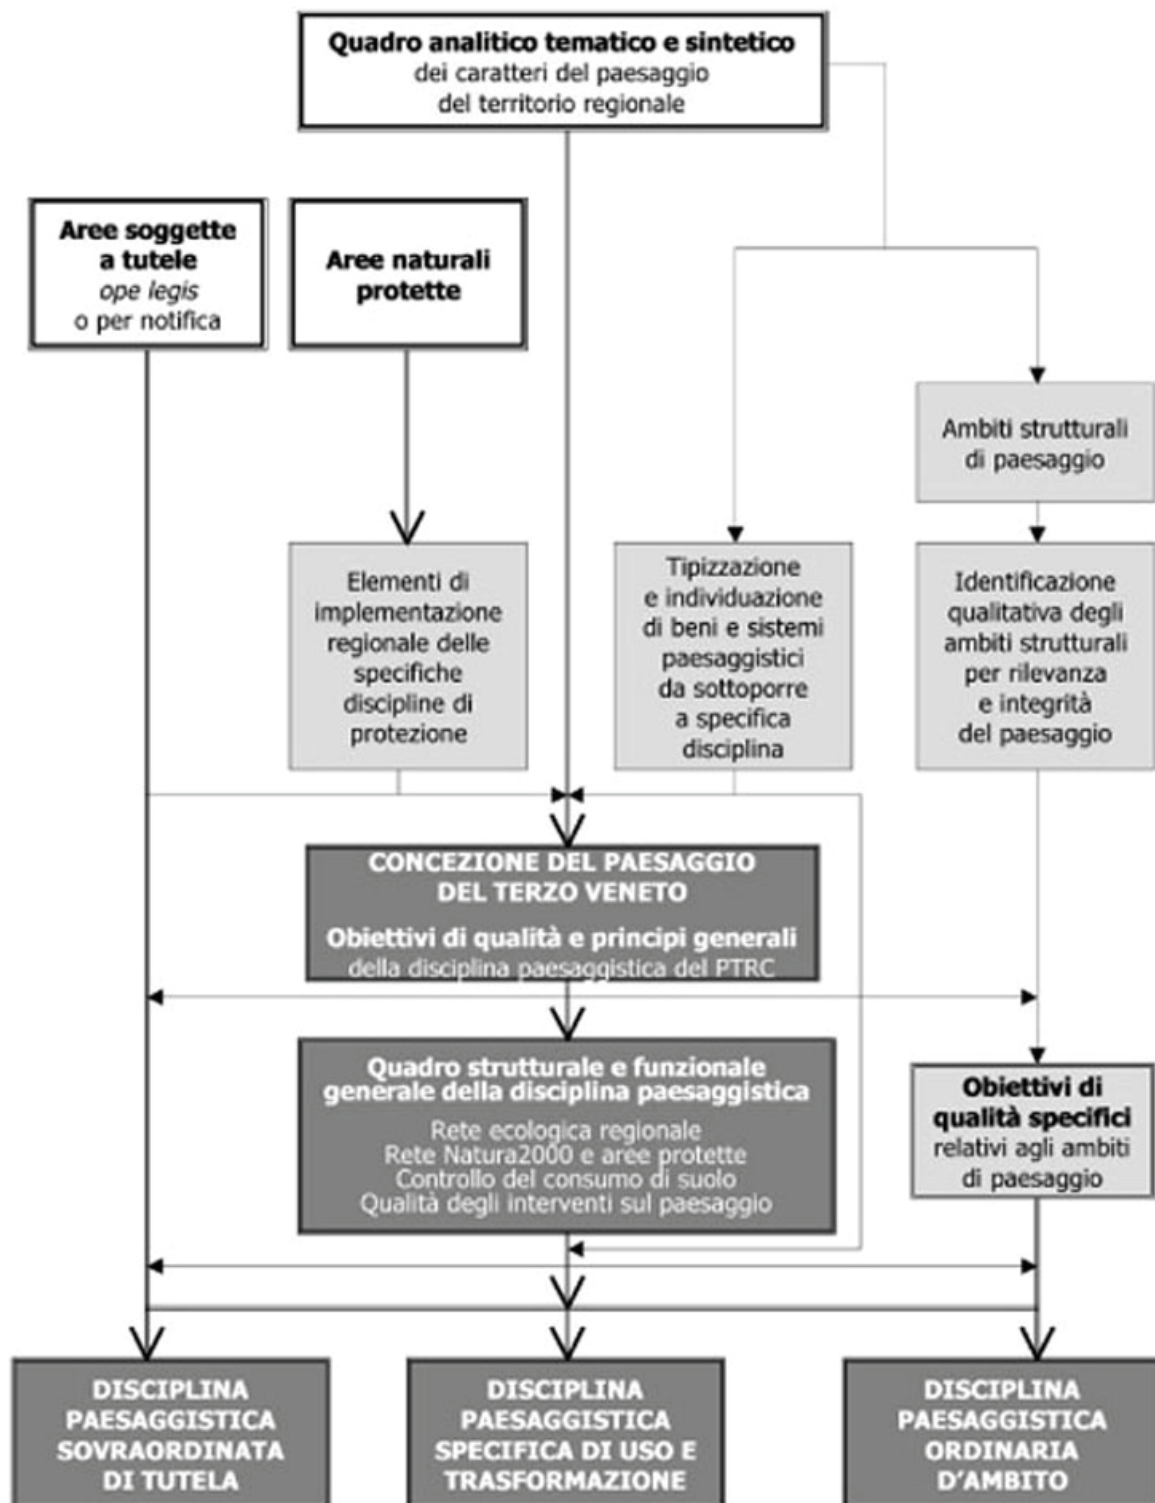 Quadro analitico tematico e sintetico
dei caratteri del paesaggio
del territorio regionale
Aree soggette
a tutele
ope legis
o per notifica
Aree naturali
protette
Ambiti strutturali
di paesaggio
Elementi di
implementazione
regionale delle
specifiche
discipline di
protezione
Tipizzazione
e individuazione
di beni e sistemi
paesaggistici
da sottoporre
a specifica
disciplina
Identificazione
qualitativa degli
ambiti strutturali
per rilevanza
e integrità
del paesaggio
CONCEZIONE DEL PAESAGGIO
DEL TERZO VENETO
Obiettivi di qualità e principi generali
della disciplina paesaggistica del PTRC
Quadro strutturale e funzionale
generale della disciplina paesaggistica
Rete ecologica regionale
Rete Natura2000 e aree protette
Controllo del consumo di suolo
Qualità degli interventi sul paesaggio
Obiettivi di
qualità specifici
relativi agli ambiti
di paesaggio
DISCIPLINA
PAESAGGISTICA
SOVRAORDINATA
DI TUTELA
DISCIPLINA
PAESAGGISTICA
SPECIFICA DI USO E
TRASFORMAZIONE
DISCIPLINA
PAESAGGISTICA
ORDINARIA
D'AMBITO